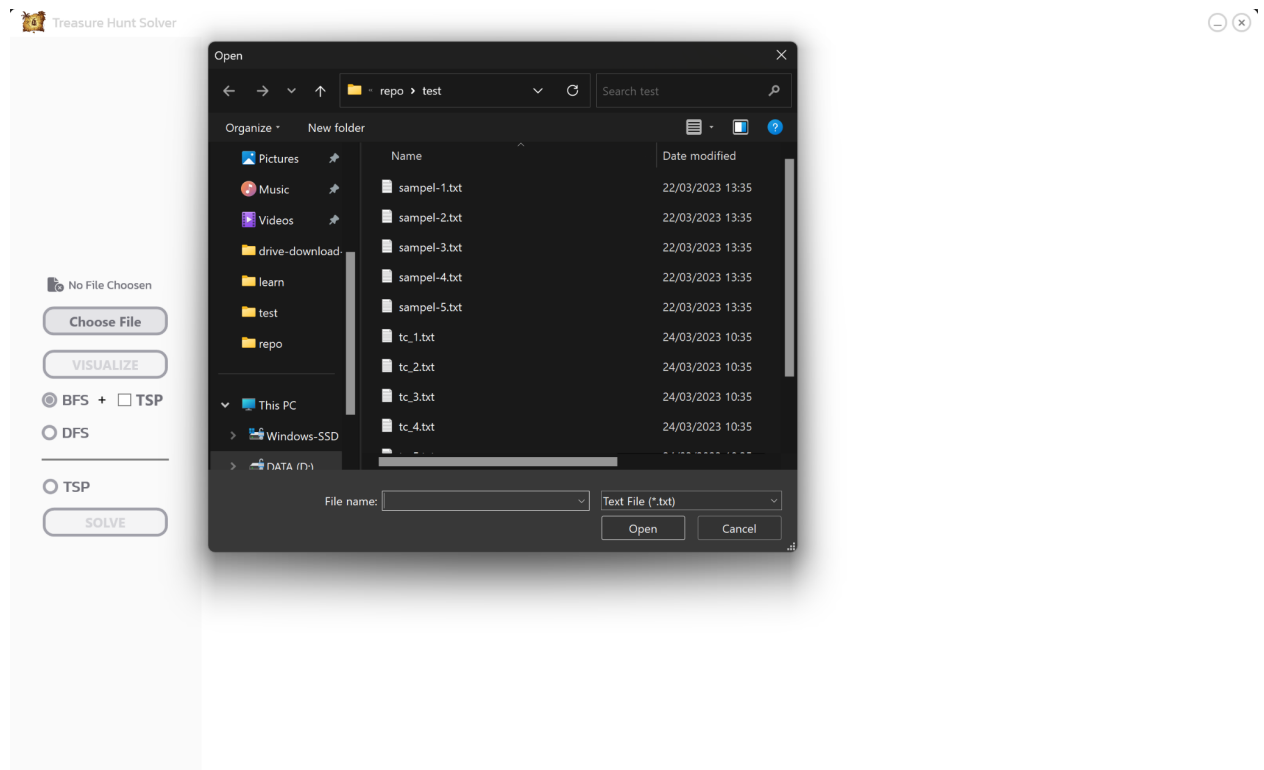 Treasure Hunt Solver
Open
« repo > test
Search test
Organize
New folder
Pictures
Music
Videos
drive-download-
learn
test
repo
This PC
Windows-SSD
DATA (D:)
Name Date modified
sampel-1.txt 22/03/2023 13:35
sampel-2.txt 22/03/2023 13:35
sampel-3.txt 22/03/2023 13:35
sampel-4.txt 22/03/2023 13:35
sampel-5.txt 22/03/2023 13:35
tc_1.txt 24/03/2023 10:35
tc_2.txt 24/03/2023 10:35
tc_3.txt 24/03/2023 10:35
tc_4.txt 24/03/2023 10:35
File name:
Text File (*.txt)
Open
Cancel
No File Choosen
Choose File
VISUALIZE
BFS + TSP
DFS
TSP
SOLVE